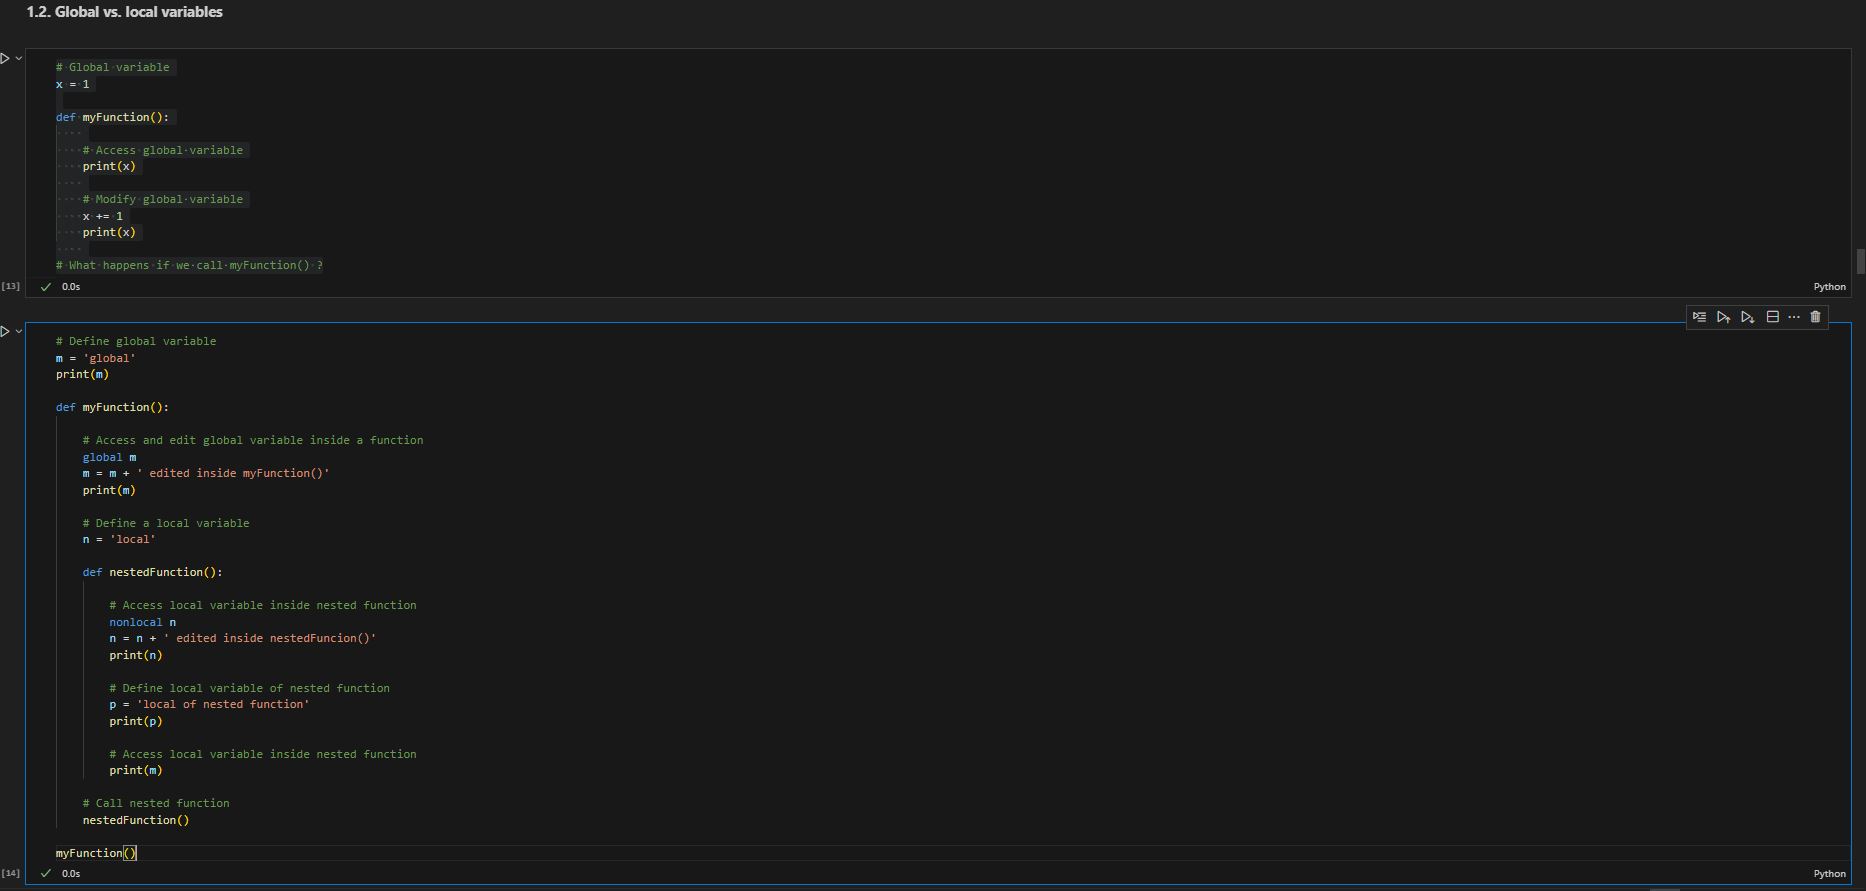 1.2. Global vs. local variables
# Global variable
x = 1
def myFunction():
# Access global variable
print(x)
# Modify global variable
x += 1
print(x)
# What happens if we call myFunction() ?
[13]
0.0s
Python
# Define global variable
m = 'global'
print(m)
def myFunction():
# Access and edit global variable inside a function
global m
m = m + ' edited inside myFunction()'
print(m)
# Define a local variable
n = 'local'
def nestedFunction():
# Access local variable inside nested function
nonlocal n
n = n + ' edited inside nestedFuncion()'
print(n)
# Define local variable of nested function
p = 'local of nested function'
print(p)
# Access local variable inside nested function
print(m)
# Call nested function
nestedFunction()
myFunction()
[14]
0.0s
Python